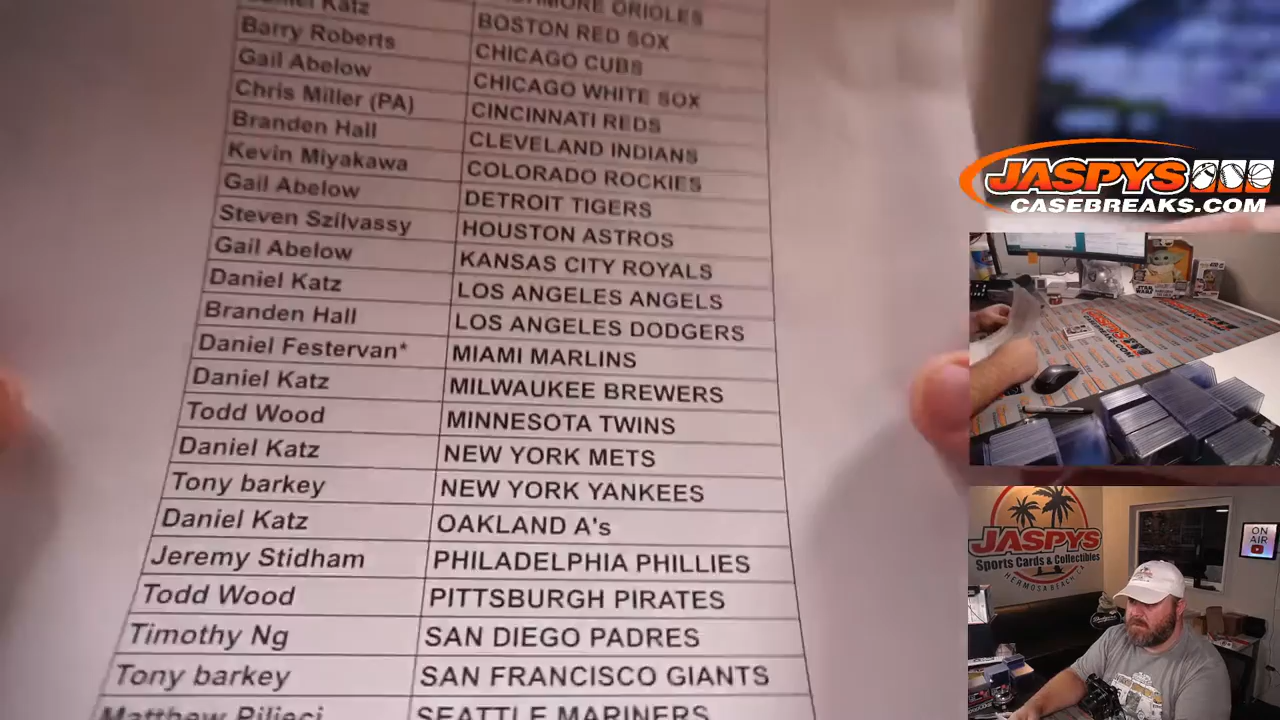 Katz BOSTON RED SOX
Barry Roberts CHICAGO CUBS
Gail Abelow CHICAGO WHITE SOX
Chris Miller (PA) CINCINNATI REDS
Branden Hall CLEVELAND INDIANS
Kevin Miyakawa COLORADO ROCKIES
Gail Abelow DETROIT TIGERS
Steven Szilvassy HOUSTON ASTROS
Gail Abelow KANSAS CITY ROYALS
Daniel Katz LOS ANGELES ANGELS
Branden Hall LOS ANGELES DODGERS
Daniel Festervan* MIAMI MARLINS
Daniel Katz MILWAUKEE BREWERS
Todd Wood MINNESOTA TWINS
Daniel Katz NEW YORK METS
Tony barkey NEW YORK YANKEES
Daniel Katz OAKLAND A's
Jeremy Stidham PHILADELPHIA PHILLIES
Todd Wood PITTSBURGH PIRATES
Timothy Ng SAN DIEGO PADRES
Tony barkey SAN FRANCISCO GIANTS
Matthew SEATTLE MARINERS
ORIOLES
JASPYS
CASEBREAKS.COM
JASPYS
Sports Cards & Collectibles
HERMOSA BEACH, CA
ON
AIR